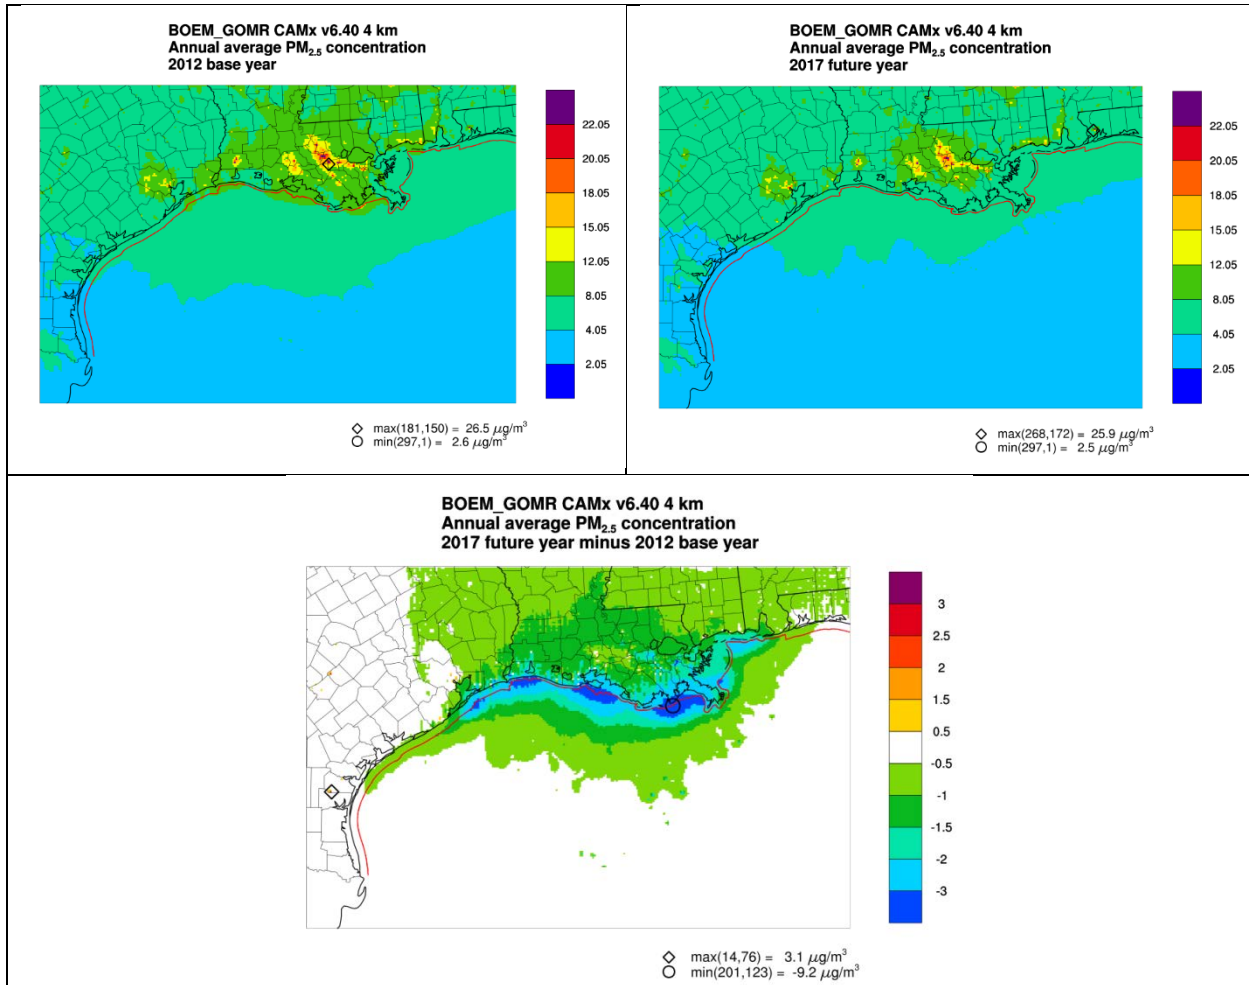 BOEM_GOMR CAMx v6.40 4 km
Annual average PM2.5 concentration
2012 base year
22.05
20.05
18.05
15.05
12.05
8.05
4.05
2.05
max(181,150) = 26.5 µg/m³
min(297,1) = 2.6 µg/m³
BOEM_GOMR CAMx v6.40 4 km
Annual average PM2.5 concentration
2017 future year
22.05
20.05
18.05
15.05
12.05
8.05
4.05
2.05
max(268,172) = 25.9 µg/m³
min(297,1) = 2.5 µg/m³
BOEM_GOMR CAMx v6.40 4 km
Annual average PM2.5 concentration
2017 future year minus 2012 base year
3
2.5
2
1.5
0.5
-0.5
-1
-1.5
-2
-3
max(14,76) = 3.1 µg/m³
min(201,123) = -9.2 µg/m³